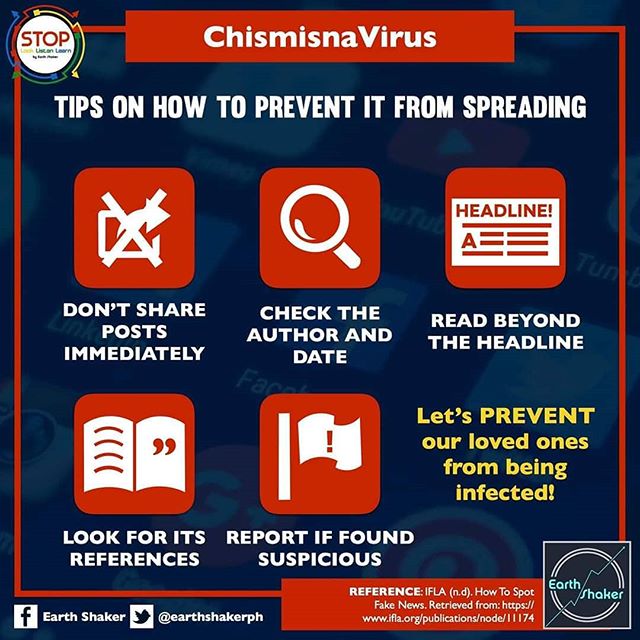 STOP
Look Listen Learn
by Earth Shaker
ChismisnaVirus
TIPS ON HOW TO PREVENT IT FROM SPREADING
HEADLINE!
A
DON'T SHARE
POSTS
IMMEDIATELY
CHECK THE
AUTHOR AND
DATE
READ BEYOND
THE HEADLINE
”
!
LOOK FOR ITS
REFERENCES
REPORT IF FOUND
SUSPICIOUS
Let's PREVENT
our loved ones
from being
infected!
REFERENCE: IFLA (n.d). How To Spot
Fake News. Retrieved from: https://
www.ifla.org/publications/node/11174
Earth
Shaker
f Earth Shaker @earthshakerph